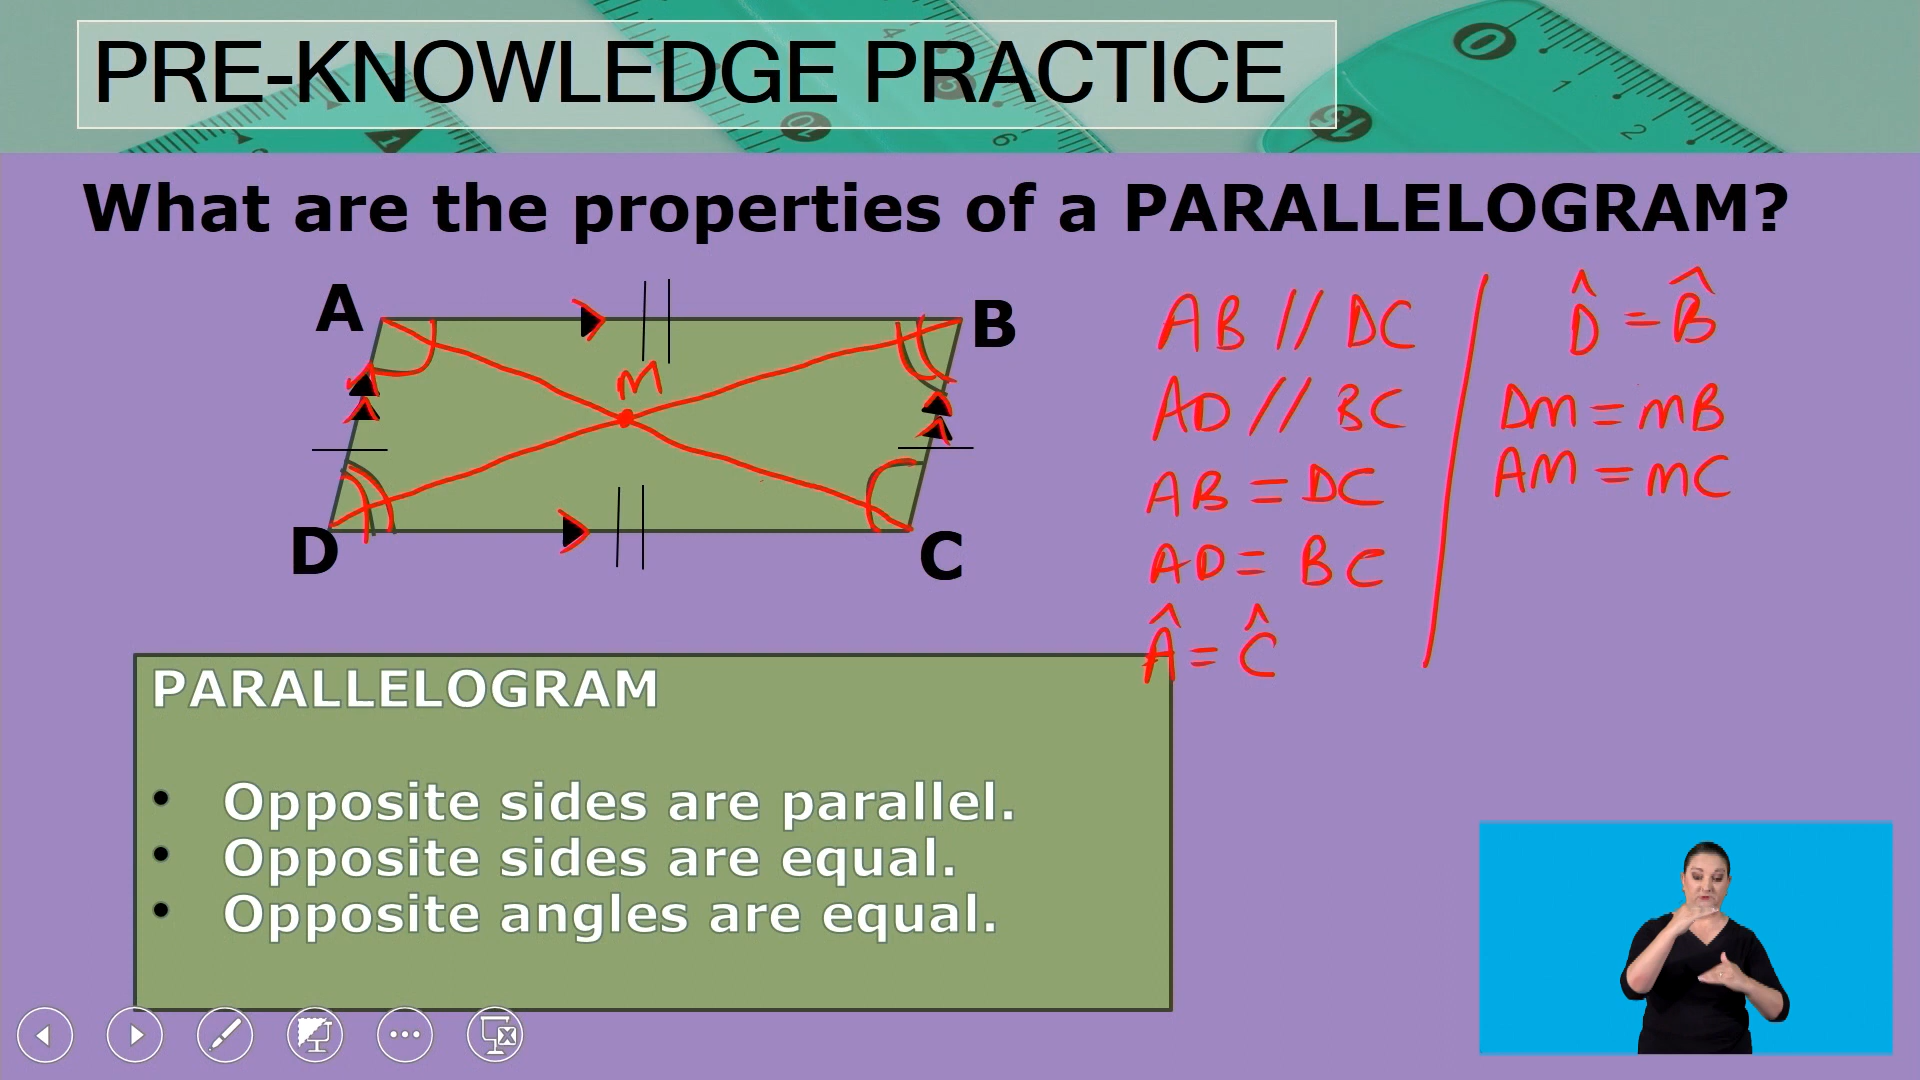 PRE-KNOWLEDGE PRACTICE
What are the properties of a PARALLELOGRAM?
A
B
M
D
C
AB // DC
AD // BC
AB = DC
AD = BC
Â = Ĉ
D̂ = B̂
DM = MB
AM = MC
PARALLELOGRAM
• Opposite sides are parallel.
• Opposite sides are equal.
• Opposite angles are equal.